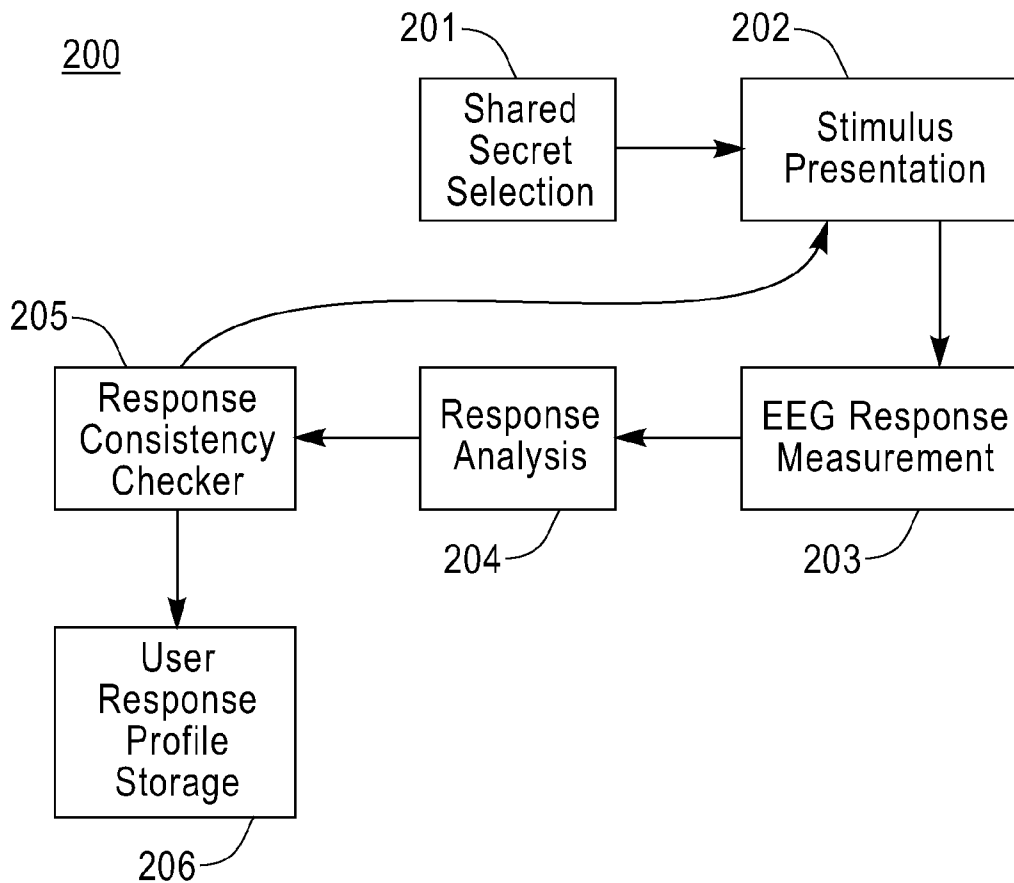 200
201
202
Shared
Secret
Selection
Stimulus
Presentation
205
Response
Consistency
Checker
Response
Analysis
EEG Response
Measurement
204
203
User
Response
Profile
Storage
206